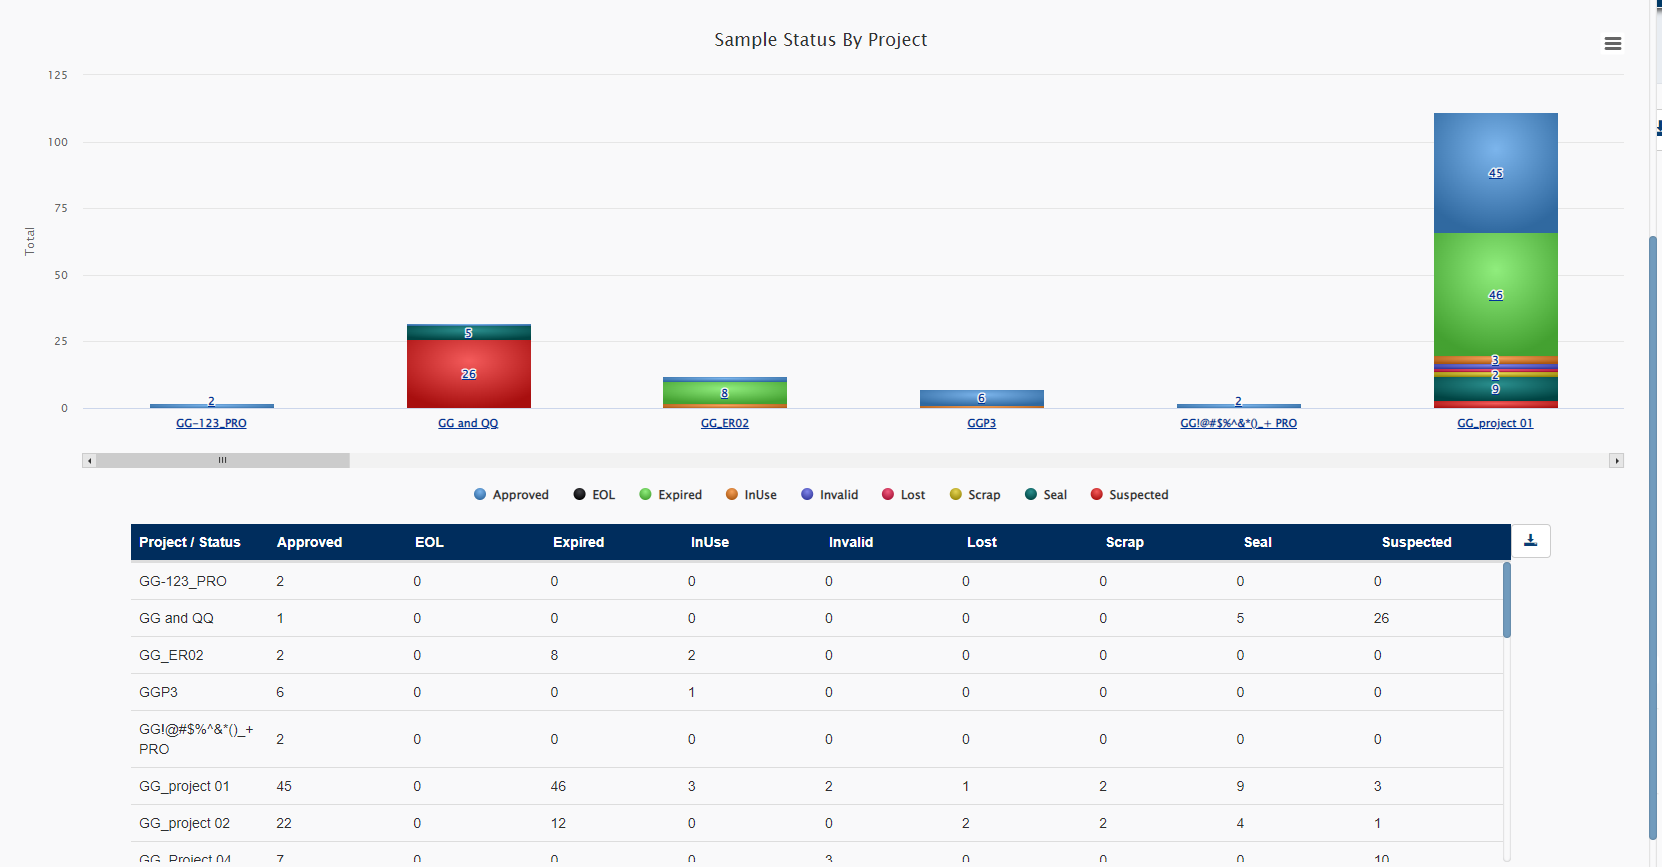 Sample Status By Project
125
100
75
50
25
0
Total
2
5
26
8
6
2
45
46
3
2
9
GG-123_PRO
GG and QQ
GG_ER02
GGP3
GG!@#$%^&*()_+ PRO
GG_project 01
Approved EOL Expired InUse Invalid Lost Scrap Seal Suspected
Project / Status Approved EOL Expired InUse Invalid Lost Scrap Seal Suspected
GG-123_PRO 2 0 0 0 0 0 0 0 0
GG and QQ 1 0 0 0 0 0 0 5 26
GG_ER02 2 0 8 2 0 0 0 0 0
GGP3 6 0 0 1 0 0 0 0 0
GG!@#$%^&*()_+
PRO 2 0 0 0 0 0 0 0 0
GG_project 01 45 0 46 3 2 1 2 9 3
GG_project 02 22 0 12 0 0 2 2 4 1
GG_Project 04 7 0 0 0 3 0 0 0 10